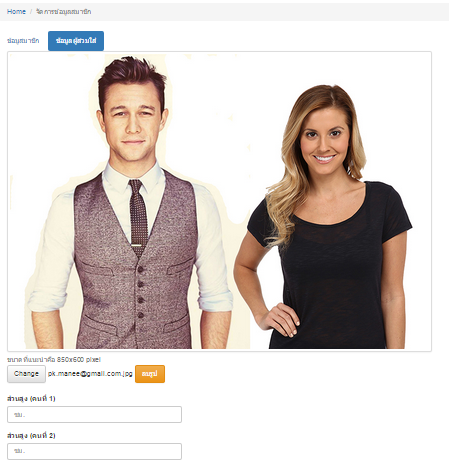 Home / จัดการข้อมูลสมาชิก
ข้อมูลสมาชิก ข้อมูลผู้สวมใส่
ขนาดที่แนะนำคือ 850x600 pixel
Change pk.manee@gmail.com.jpg ลบรูป
ส่วนสูง (คนที่ 1)
ซม.
ส่วนสูง (คนที่ 2)
ซม.